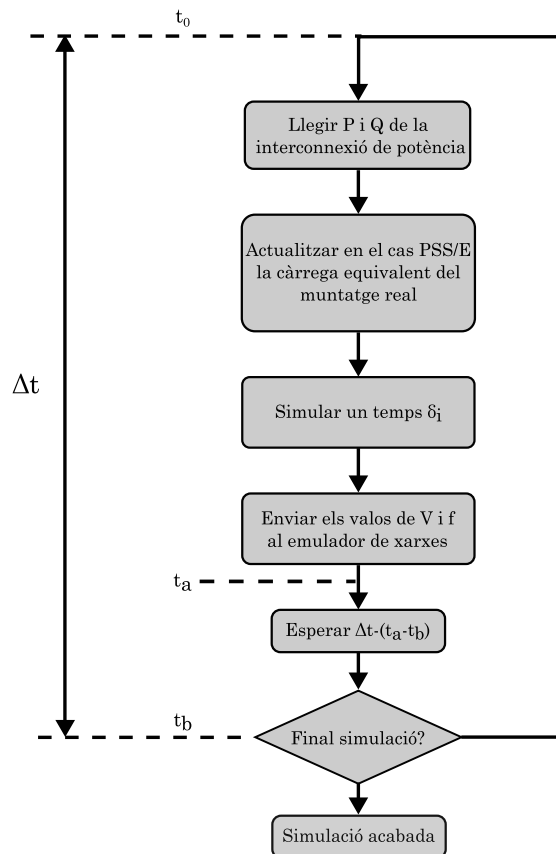 t₀
Llegir P i Q de la
interconnexió de potència
Actualitzar en el cas PSS/E
la càrrega equivalent del
muntatge real
Δt
Simular un temps δᵢ
Enviar els valos de V i f
al emulador de xarxes
tₐ
Esperar Δt-(tₐ-t_b)
t_b
Final simulació?
Simulació acabada